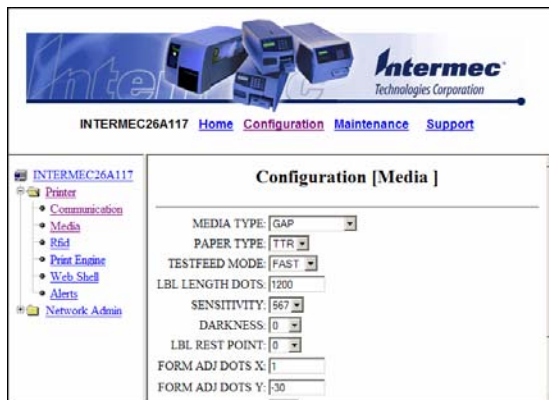 Intermec
Intermec®
Technologies Corporation
INTERMEC26A117 Home Configuration Maintenance Support
INTERMEC26A117
Printer
Communication
Media
Rfid
Print Engine
Web Shell
Alerts
Network Admin
Configuration [Media ]
MEDIA TYPE: GAP
PAPER TYPE: TTR
TESTFEED MODE: FAST
LBL LENGTH DOTS: 1200
SENSITIVITY: 567
DARKNESS: 0
LBL REST POINT: 0
FORM ADJ DOTS X: 1
FORM ADJ DOTS Y: -30